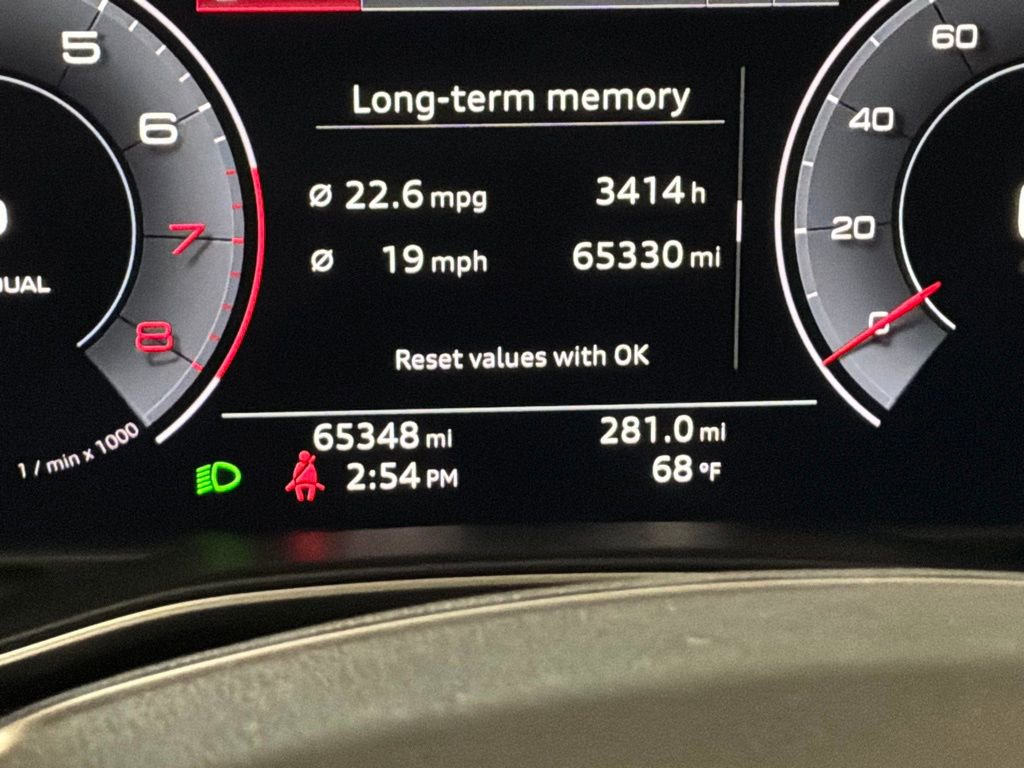 Long-term memory
Ø 22.6 mpg 3414 h
Ø 19 mph 65330 mi
Reset values with OK
65348 mi 281.0 mi
2:54 PM 68 °F
5
6
7
8
1 / min x 1000
60
40
20
0